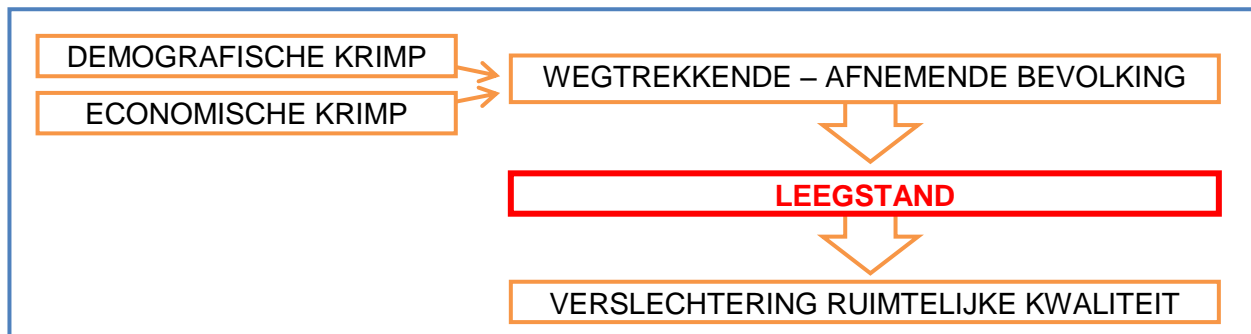 DEMOGRAFISCHE KRIMP
ECONOMISCHE KRIMP
WEGTREKKENDE – AFNEMENDE BEVOLKING
LEEGSTAND
VERSLECHTERING RUIMTELIJKE KWALITEIT